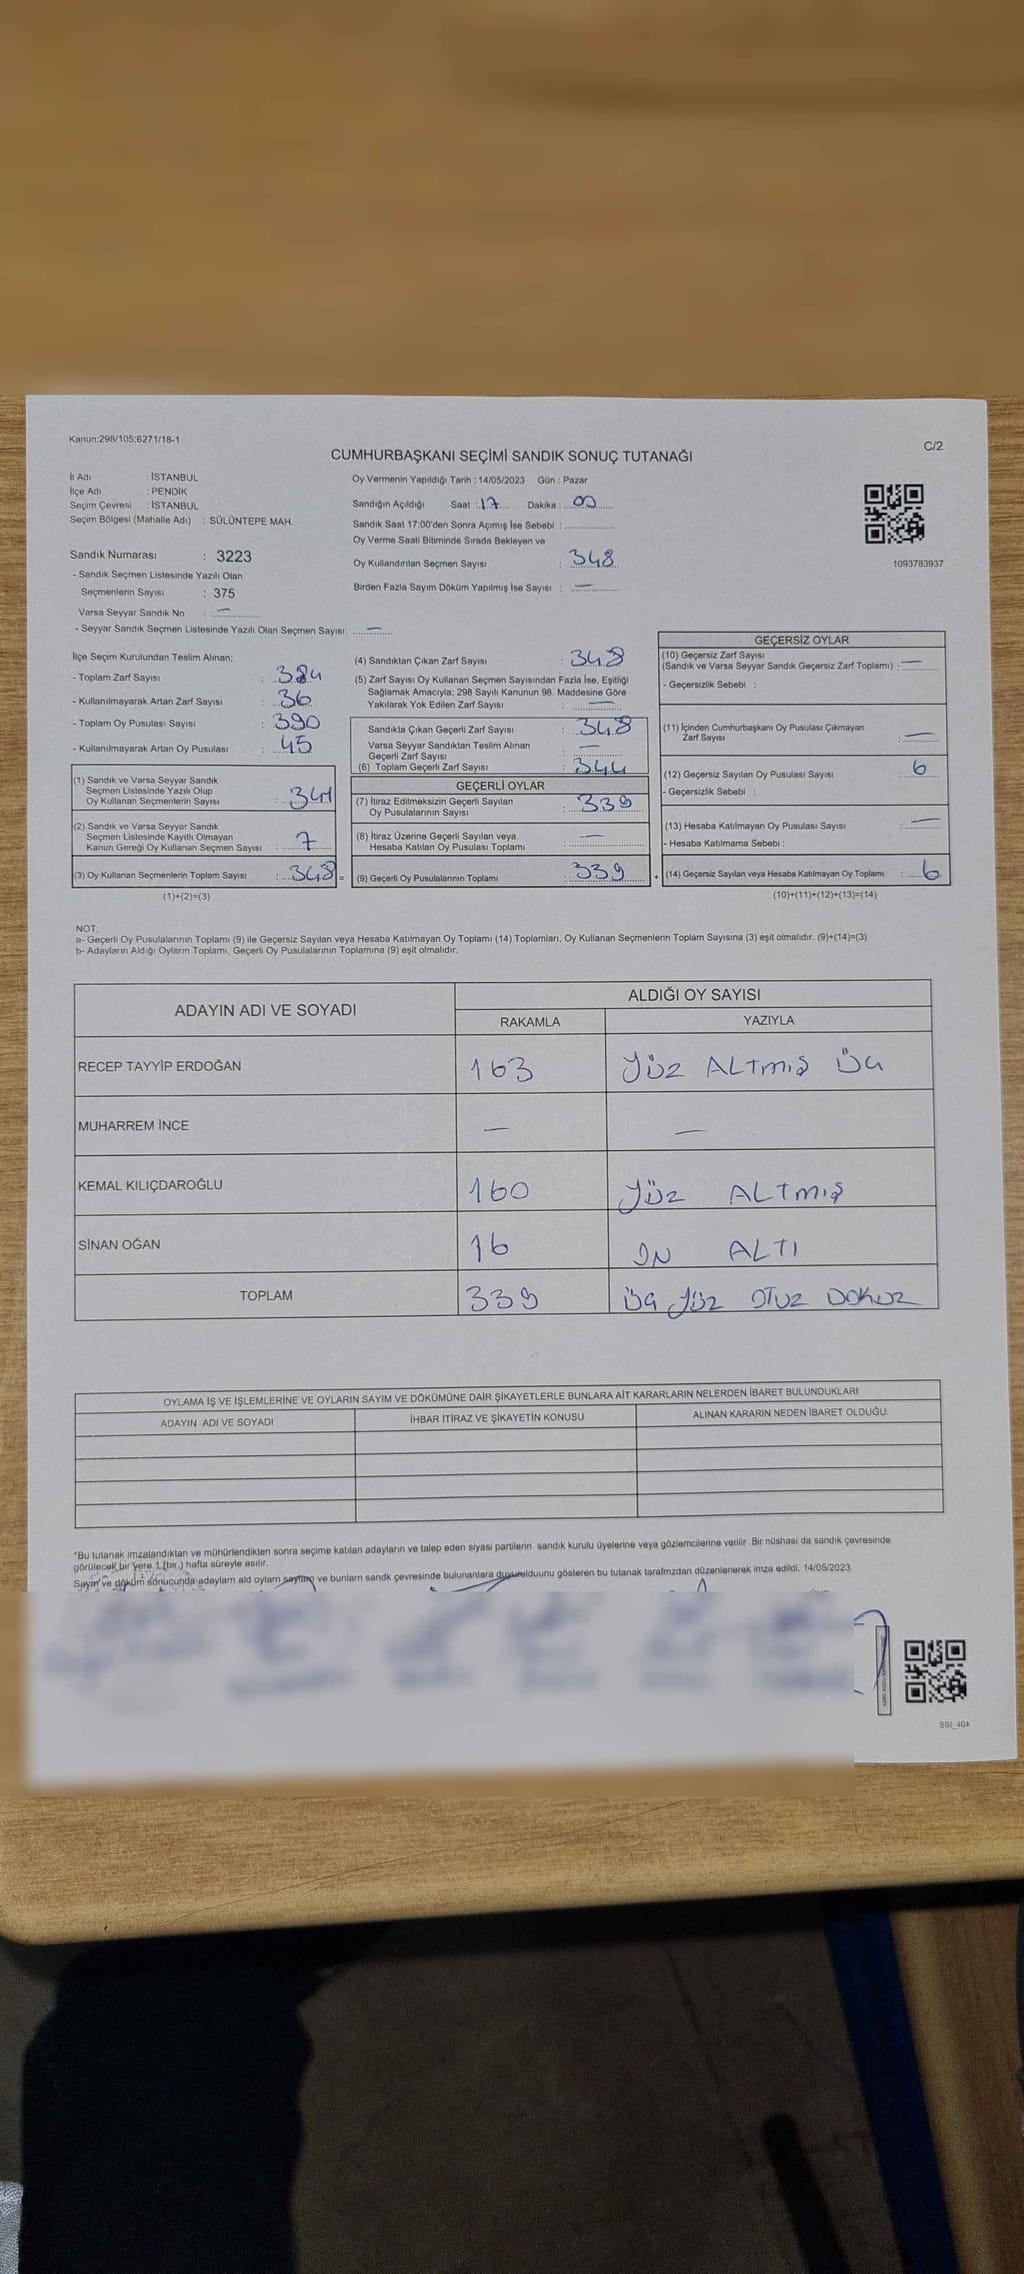 Kanun:298/105;6271/18-1
C/2
CUMHURBAŞKANI SEÇİMİ SANDIK SONUÇ TUTANAĞI
İl Adı : İSTANBUL
İlçe Adı : PENDİK
Seçim Çevresi : İSTANBUL
Seçim Bölgesi (Mahalle Adı) : SÜLÜNTEPE MAH.
Sandık Numarası : 3223
- Sandık Seçmen Listesinde Yazılı Olan
Seçmenlerin Sayım : 375
Varsa Seyyar Sandık No : —
- Seyyar Sandık Seçmen Listesinde Yazılı Olan Seçmen Sayısı: —
Oy Vermenin Yapıldığı Tarih : 14/05/2023 Gün : Pazar
Sandığın Açıldığı Saat : 17 Dakika : 00
Sandık Saat 17:00'den Sonra Açımış İse Sebebi :
Oy Verme Saati Bitiminde Sırada Bekleyen ve
Oy Kullandırılan Seçmen Sayısı : 348
Birden Fazla Sayım Döküm Yapılmış İse Sayısı : —
1093783937
İlçe Seçim Kurulundan Teslim Alınan;
- Toplam Zarf Sayısı : 384
- Kullanılmayarak Artan Zarf Sayısı : 36
- Toplam Oy Pusulası Sayısı : 390
- Kullanılmayarak Artan Oy Pusulası : 45
(1) Sandık ve Varsa Seyyar Sandık
Seçmen Listesinde Yazılı Olup
Oy Kullanan Seçmenlerin Sayısı : 341
(2) Sandık ve Varsa Seyyar Sandık
Seçmen Listesinde Kayıtlı Olmayan
Kanun Gereği Oy Kullanan Seçmen Sayısı : 7
(3) Oy Kullanan Seçmenlerin Toplam Sayısı : 348 =
(1)+(2)=(3)
(4) Sandıktan Çıkan Zarf Sayısı : 348
(5) Zarf Sayısı Oy Kullanan Seçmen Sayısından Fazla İse, Eşitliği
Sağlamak Amacıyla; 298 Sayılı Kanunun 98. Maddesine Göre
Yakılarak Yok Edilen Zarf Sayısı : —
Sandıkta Çıkan Geçerli Zarf Sayısı : 348
Varsa Seyyar Sandıktan Teslim Alınan
Geçerli Zarf Sayısı : —
(6) Toplam Geçerli Zarf Sayısı : 344
GEÇERLİ OYLAR
(7) İtiraz Edilmeksizin Geçerli Sayılan
Oy Pusulalarının Sayısı : 339
(8) İtiraz Üzerine Geçerli Sayılan veya
Hesaba Katılan Oy Pusulası Toplamı : —
(9) Geçerli Oy Pusulalarının Toplamı : 339 +
GEÇERSİZ OYLAR
(10) Geçersiz Zarf Sayısı
(Sandık ve Varsa Seyyar Sandık Geçersiz Zarf Toplamı) : —
- Geçersizlik Sebebi :
(11) İçinden Cumhurbaşkanı Oy Pusulası Çıkmayan
Zarf Sayısı : —
(12) Geçersiz Sayılan Oy Pusulası Sayısı : 6
- Geçersizlik Sebebi :
(13) Hesaba Katılmayan Oy Pusulası Sayısı : —
- Hesaba Katılmama Sebebi :
(14) Geçersiz Sayılan veya Hesaba Katılmayan Oy Toplamı : 6
(10)+(11)+(12)+(13)=(14)
NOT:
a- Geçerli Oy Pusulalarının Toplamı (9) ile Geçersiz Sayılan veya Hesaba Katılmayan Oy Toplamı (14) Toplamları, Oy Kullanan Seçmenlerin Toplam Sayısına (3) eşit olmalıdır. (9)+(14)=(3)
b- Adayların Aldığı Oyların Toplamı, Geçerli Oy Pusulalarının Toplamına (9) eşit olmalıdır.
ADAYIN ADI VE SOYADI ALDIĞI OY SAYISI
RAKAMLA YAZIYLA
RECEP TAYYİP ERDOĞAN 163 YÜZ ALTMIŞ ÜÇ
MUHARREM İNCE — —
KEMAL KILIÇDAROĞLU 160 YÜZ ALTMIŞ
SİNAN OĞAN 16 ON ALTI
TOPLAM 339 ÜÇ YÜZ OTUZ DOKUZ
OYLAMA İŞ VE İŞLEMLERİNE VE OYLARIN SAYIM VE DÖKÜMÜNE DAİR ŞİKAYETLERLE BUNLARA AİT KARARLARIN NELERDEN İBARET BULUNDUKLARI
ADAYIN ADI VE SOYADI İHBAR İTİRAZ VE ŞİKAYETİN KONUSU ALINAN KARARIN NEDEN İBARET OLDUĞU
*Bu tutanak imzalandıktan ve mühürlendikten sonra seçime katılan adayların ve talep eden siyasi partilerin sandık kurulu üyelerine veya gözlemcilerine verilir .Bir nüshası da sandık çevresinde
görülecek bir yere 1 (bir ) hafta süreyle asılır.
Sayın ve döküm sonucunda adaylam ald oylam sayfam ve bunlarn sandk çevresinde bulunanlara duyurulduunu gösteren bu tutanak tarafmzdan düzenlenerek imza edildi. 14/05/2023
SSI_404